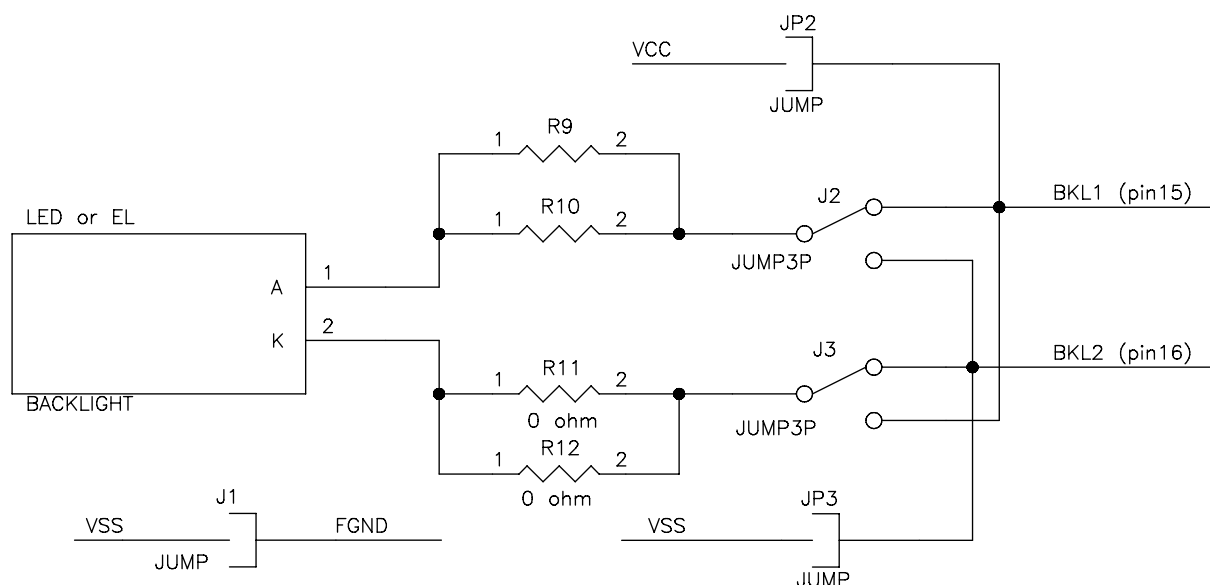 JP2
VCC
JUMP
R9
1 2
R10
1 2
J2
BKL1 (pin15)
LED or EL
JUMP3P
A 1
K 2
J3
BKL2 (pin16)
R11
1 2
0 ohm
BACKLIGHT
JUMP3P
R12
1 2
0 ohm
J1
VSS
FGND
JUMP
JP3
VSS
JUMP